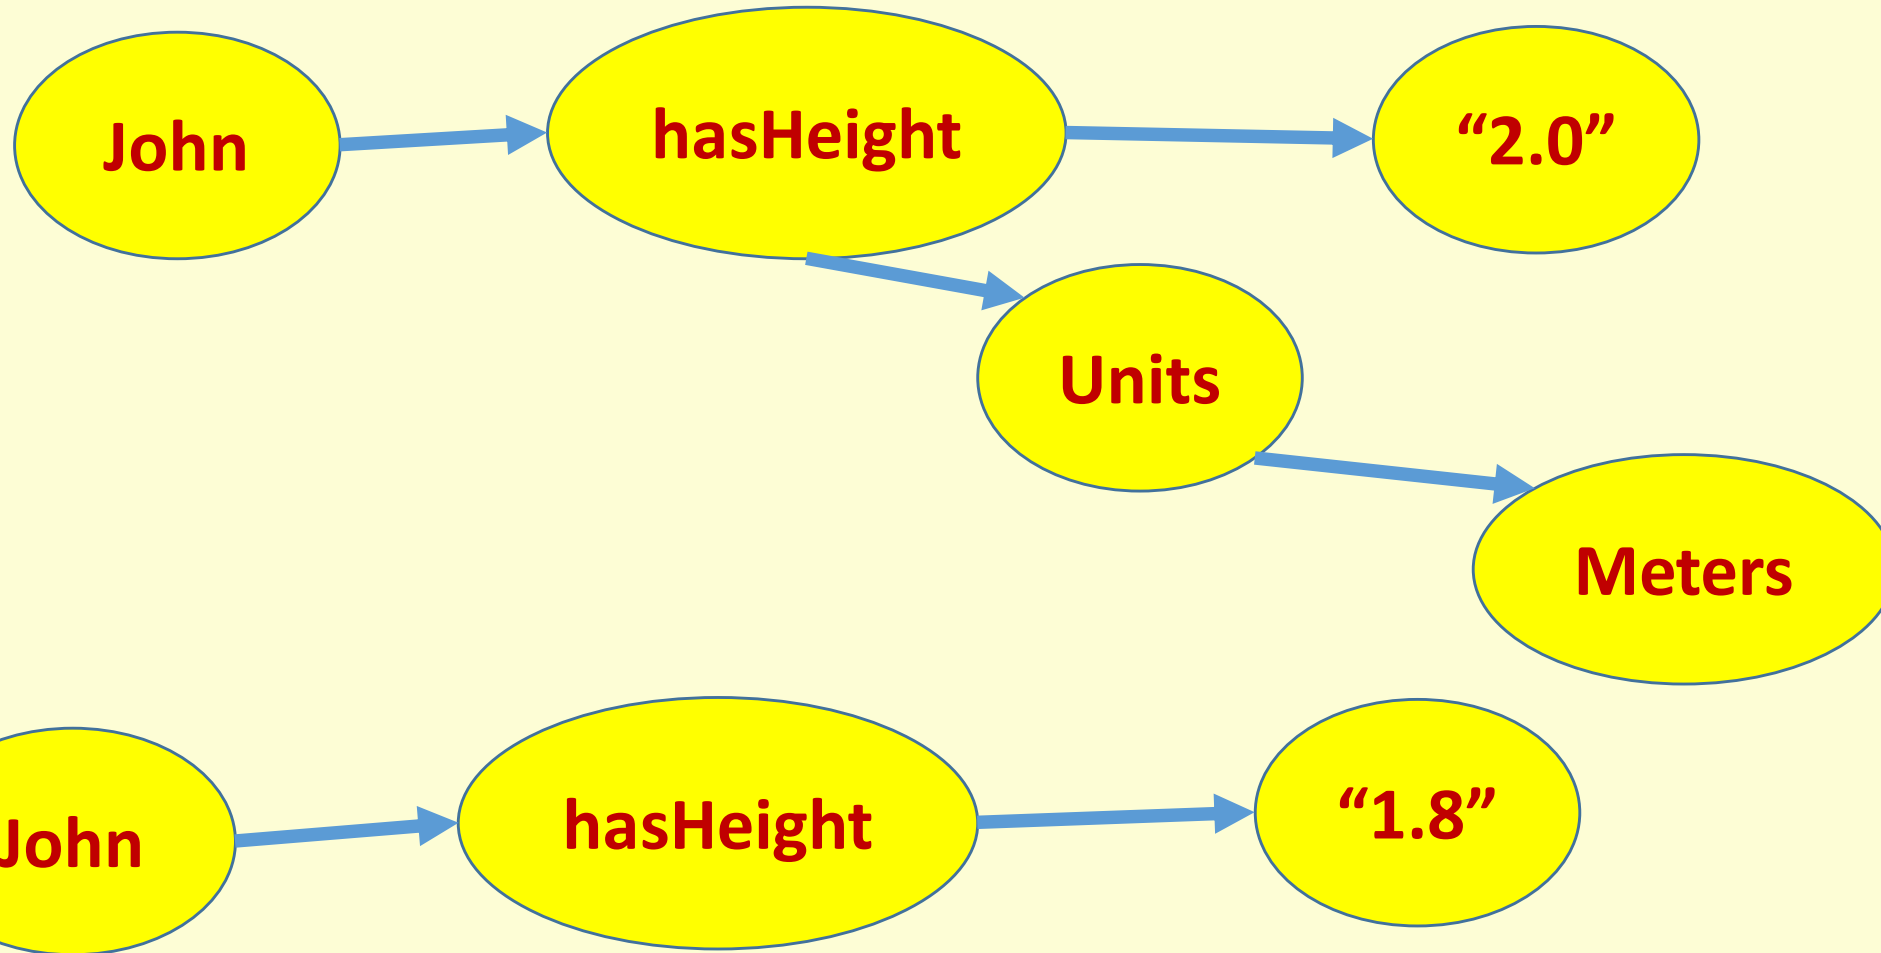 John
hasHeight
“2.0”
Units
Meters
John
hasHeight
“1.8”